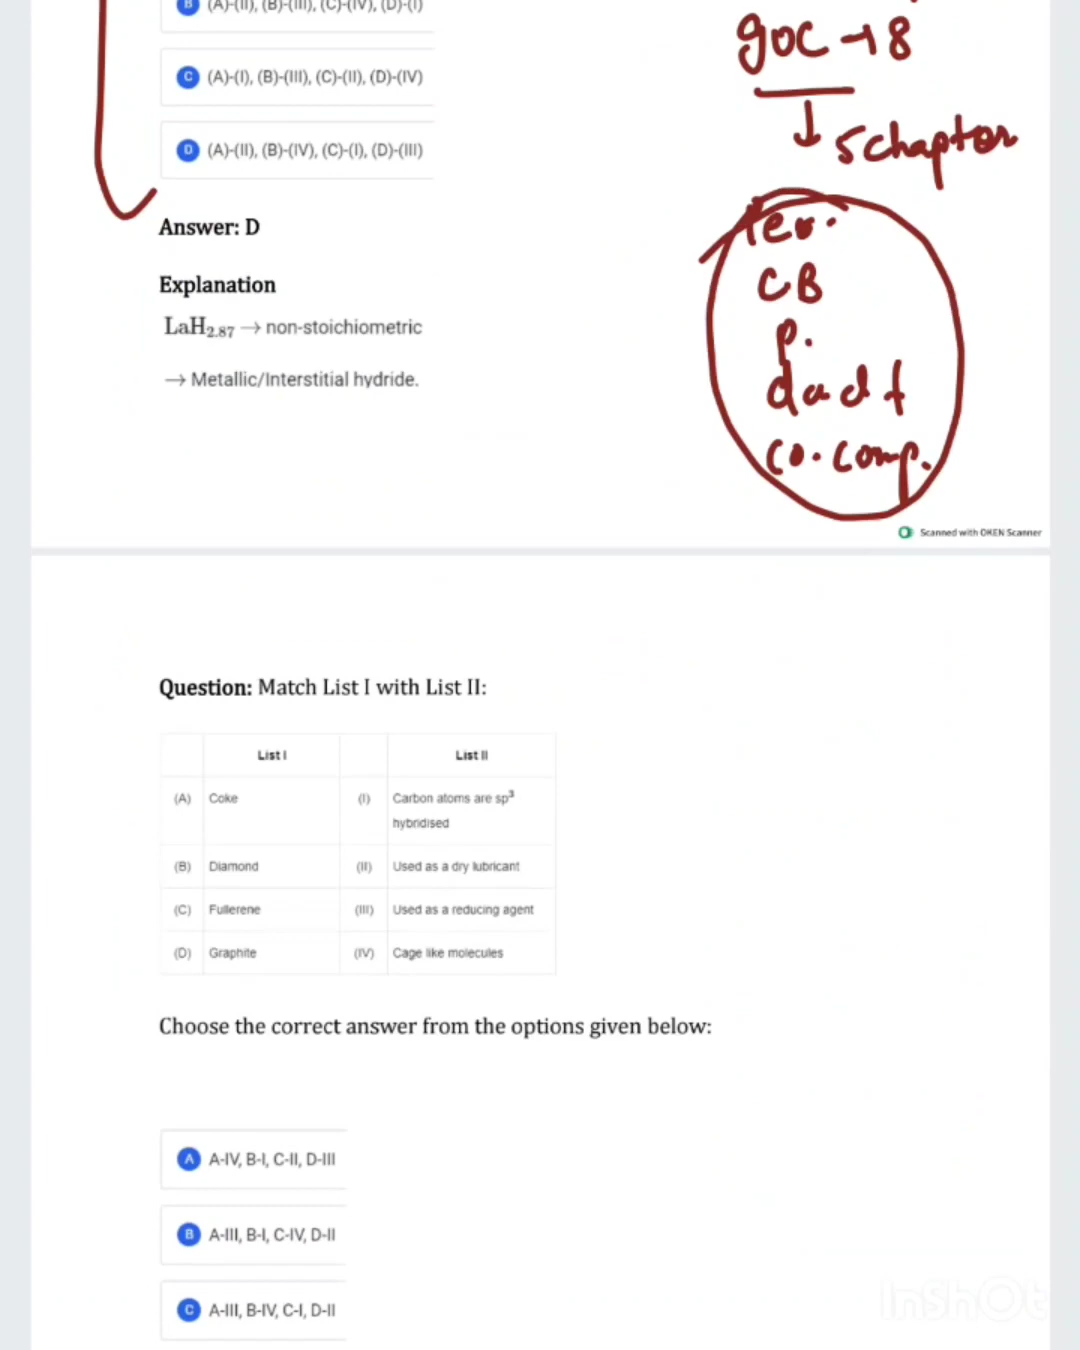 B (A)-(II), (B)-(III), (C)-(IV), (D)-(I)
C (A)-(I), (B)-(III), (C)-(II), (D)-(IV)
D (A)-(II), (B)-(IV), (C)-(I), (D)-(III)
Answer: D
Explanation
LaH2.87 → non-stoichiometric
→ Metallic/Interstitial hydride.
goc → 8
↓ 5 chapter
CB
p.
d and f
co. comp.
Scanned with OKEN Scanner
Question: Match List I with List II:
List I List II
(A) Coke (I) Carbon atoms are sp³
hybridised
(B) Diamond (II) Used as a dry lubricant
(C) Fullerene (III) Used as a reducing agent
(D) Graphite (IV) Cage like molecules
Choose the correct answer from the options given below:
A A-IV, B-I, C-II, D-III
B A-III, B-I, C-IV, D-II
C A-III, B-IV, C-I, D-II
InShOt